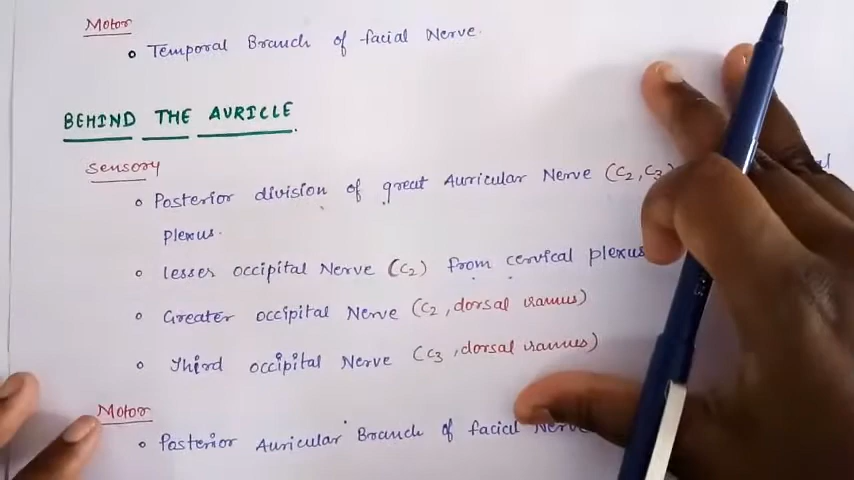 Motor
Temporal Branch of facial Nerve.
BEHIND THE AURICLE
Sensory
Posterior division of great Auricular Nerve (C2, C3)
plexus.
lesser occipital Nerve (C2) from cervical plexus
Greater occipital Nerve (C2, dorsal ramus)
Third occipital Nerve (C3, dorsal ramus)
Motor
Posterior Auricular Branch of facial Nerve